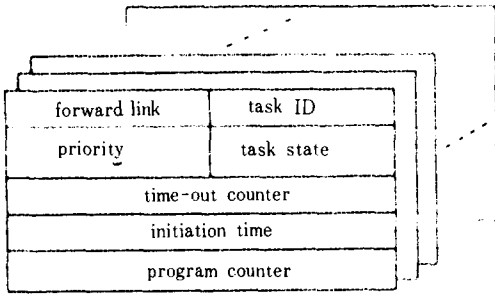 forward link task ID
priority task state
time-out counter
initiation time
program counter